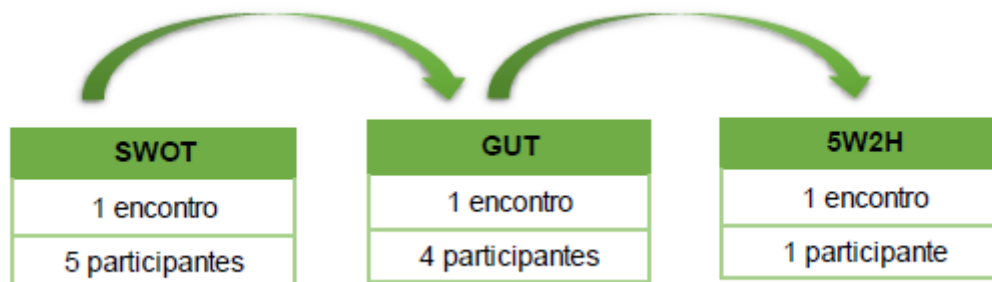 SWOT
1 encontro
5 participantes
GUT
1 encontro
4 participantes
5W2H
1 encontro
1 participante